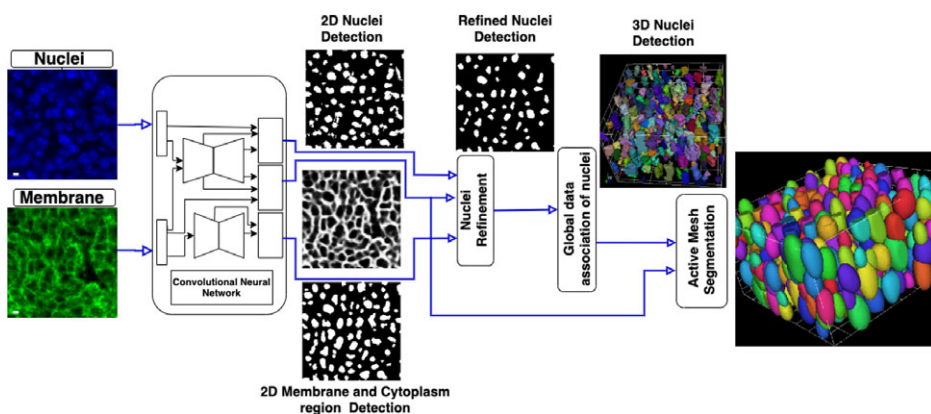 2D Nuclei
Detection
Refined Nuclei
Detection
3D Nuclei
Detection
Nuclei
Membrane
Convolutional Neural
Network
Nuclei
Refinement
Global data
association of nuclei
Active Mesh
Segmentation
2D Membrane and Cytoplasm
region Detection